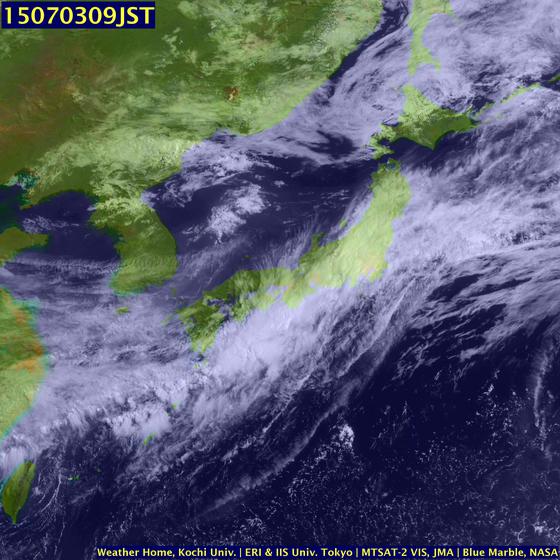 15070309JST
Weather Home, Kochi Univ. | ERI & IIS Univ. Tokyo | MTSAT-2 VIS, JMA | Blue Marble, NASA